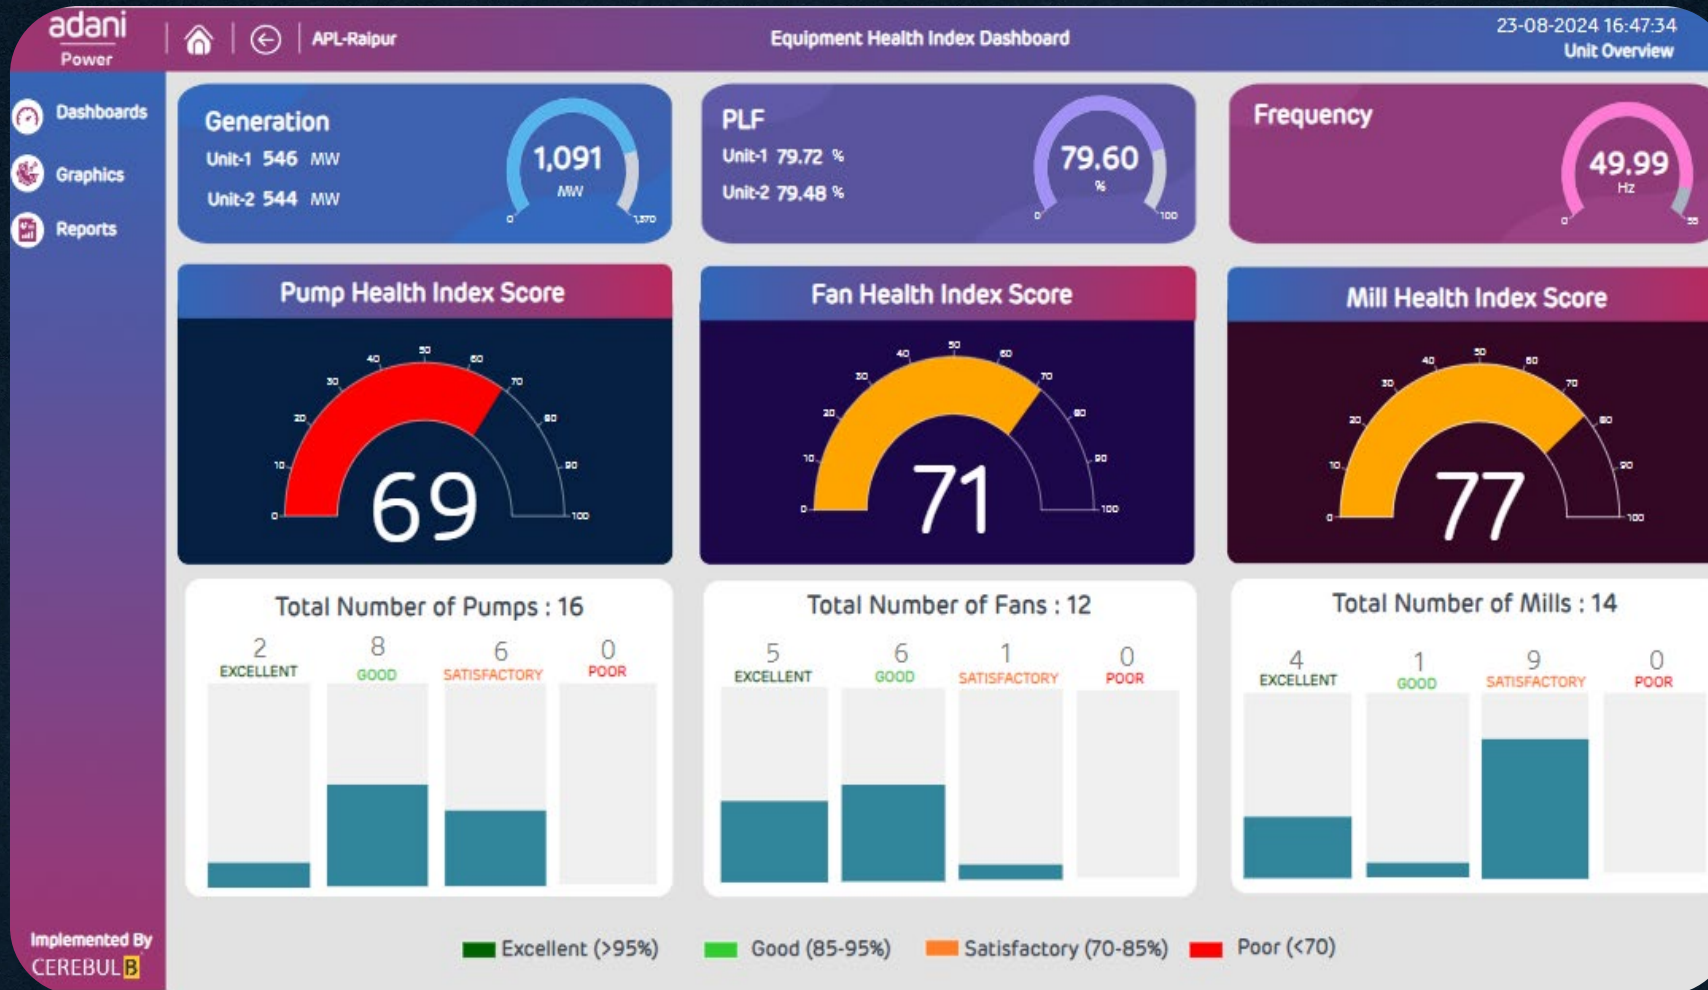 adani
Power
APL-Raipur
Equipment Health Index Dashboard
23-08-2024 16:47:34
Unit Overview
Dashboards
Graphics
Reports
Generation
Unit-1 546 MW
Unit-2 544 MW
1,091
MW
0
1,370
PLF
Unit-1 79.72 %
Unit-2 79.48 %
79.60
%
0
100
Frequency
49.99
Hz
0
55
Pump Health Index Score
0
10
20
30
40
50
60
70
80
90
100
69
Fan Health Index Score
0
10
20
30
40
50
60
70
80
90
100
71
Mill Health Index Score
0
10
20
30
40
50
60
70
80
90
100
77
Total Number of Pumps : 16
2 8 6 0
EXCELLENT GOOD SATISFACTORY POOR
Total Number of Fans : 12
5 6 1 0
EXCELLENT GOOD SATISFACTORY POOR
Total Number of Mills : 14
4 1 9 0
EXCELLENT GOOD SATISFACTORY POOR
Excellent (>95%) Good (85-95%) Satisfactory (70-85%) Poor (<70)
Implemented By
CEREBULB